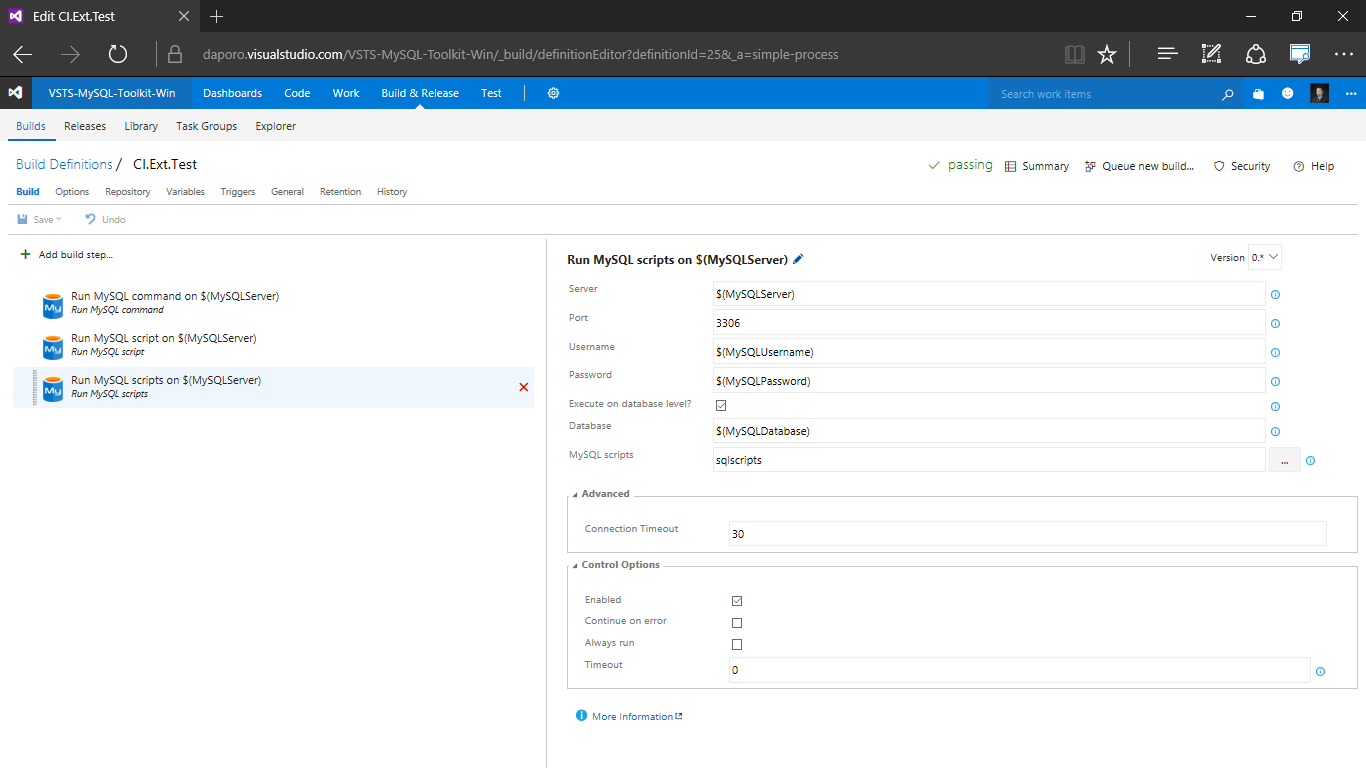 Edit CI.Ext.Test
daporo.visualstudio.com/VSTS-MySQL-Toolkit-Win/_build/definitionEditor?definitionId=25&_a=simple-process
VSTS-MySQL-Toolkit-Win Dashboards Code Work Build & Release Test Search work items
Builds Releases Library Task Groups Explorer
Build Definitions / CI.Ext.Test
passing Summary Queue new build... Security Help
Build Options Repository Variables Triggers General Retention History
Save Undo
Add build step...
Run MySQL command on $(MySQLServer)
My Run MySQL command
Run MySQL script on $(MySQLServer)
My Run MySQL script
Run MySQL scripts on $(MySQLServer)
My Run MySQL scripts
Run MySQL scripts on $(MySQLServer) Version 0.*
Server $(MySQLServer)
Port 3306
Username $(MySQLUsername)
Password $(MySQLPassword)
Execute on database level?
Database $(MySQLDatabase)
MySQL scripts sqlscripts ...
Advanced
Connection Timeout 30
Control Options
Enabled
Continue on error
Always run
Timeout 0
More Information